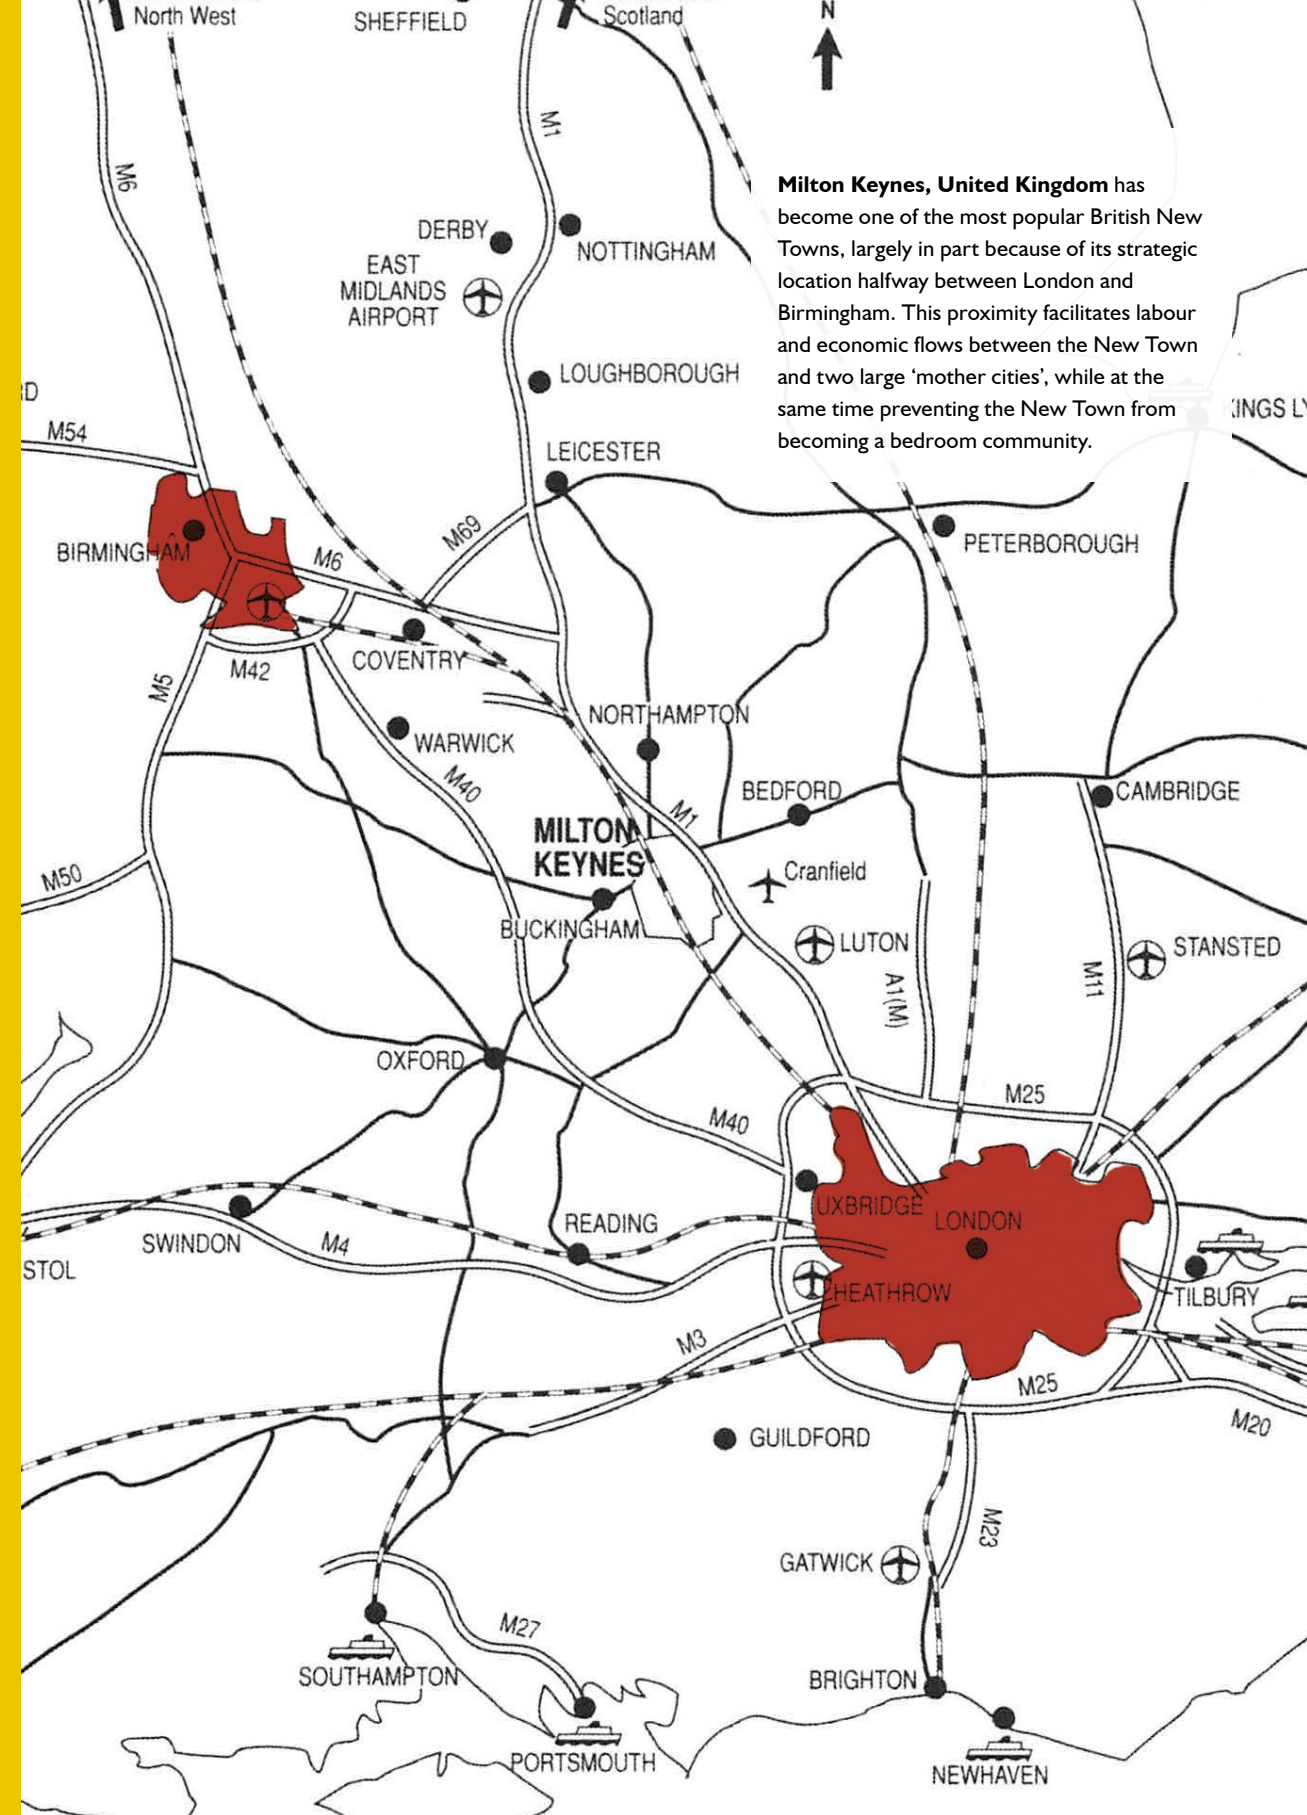 North West
SHEFFIELD
Scotland
N
M1
M6
Milton Keynes, United Kingdom has
become one of the most popular British New
Towns, largely in part because of its strategic
location halfway between London and
Birmingham. This proximity facilitates labour
and economic flows between the New Town
and two large ‘mother cities’, while at the
same time preventing the New Town from
becoming a bedroom community.
DERBY
NOTTINGHAM
EAST
MIDLANDS
AIRPORT
LOUGHBOROUGH
KINGS LY
RD
M54
LEICESTER
M69
BIRMINGHAM
M6
PETERBOROUGH
COVENTRY
M42
M5
NORTHAMPTON
WARWICK
M40
BEDFORD
CAMBRIDGE
M1
MILTON
KEYNES
Cranfield
M50
BUCKINGHAM
LUTON
STANSTED
A1(M)
M11
OXFORD
M25
M40
UXBRIDGE
LONDON
READING
SWINDON
M4
STOL
HEATHROW
TILBURY
M3
M25
M20
GUILDFORD
M23
GATWICK
M27
SOUTHAMPTON
BRIGHTON
PORTSMOUTH
NEWHAVEN